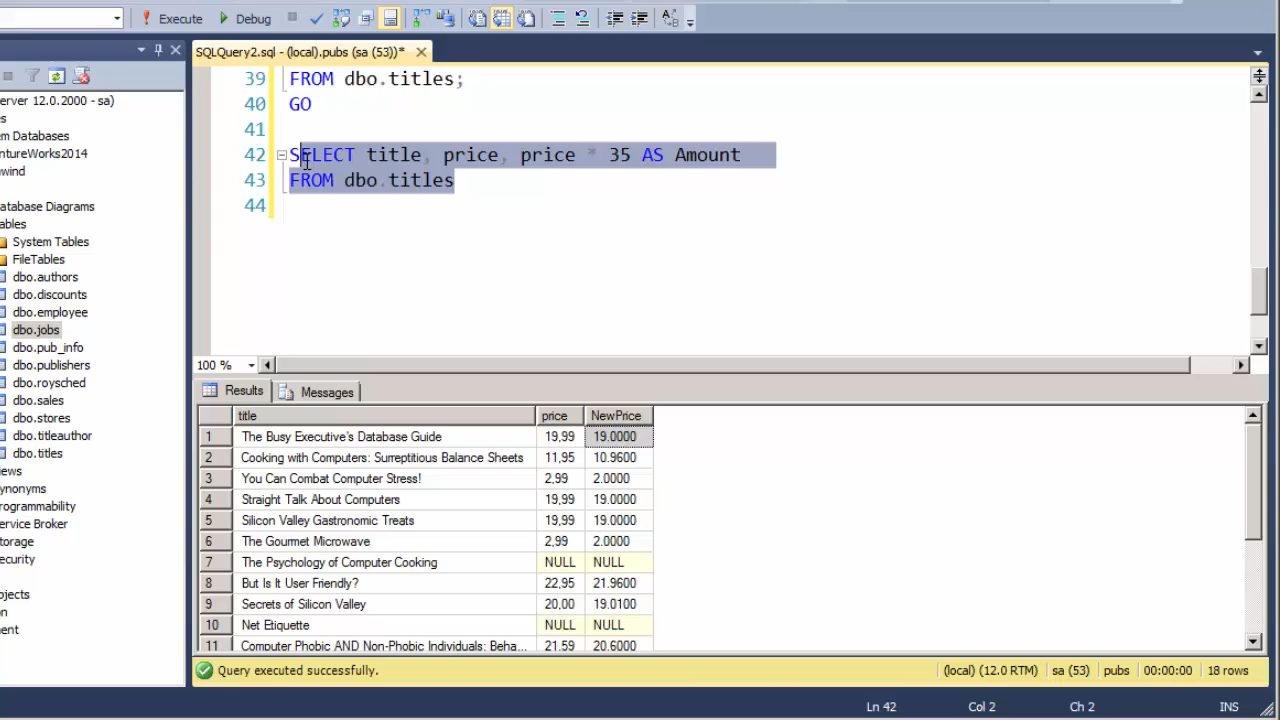 Execute Debug
SQLQuery2.sql - (local).pubs (sa (53))*
39 FROM dbo.titles;
40 GO
41
42 SELECT title, price, price * 35 AS Amount
43 FROM dbo.titles
44
100 %
erver 12.0.2000 - sa)
es
em Databases
entureWorks2014
hwind
atabase Diagrams
ables
System Tables
FileTables
dbo.authors
dbo.discounts
dbo.employee
dbo.jobs
dbo.pub_info
dbo.publishers
dbo.roysched
dbo.sales
dbo.stores
dbo.titleauthor
dbo.titles
iews
ynonyms
rogrammability
ervice Broker
torage
ecurity
bjects
on
ment
Results Messages
title price NewPrice
1 The Busy Executive's Database Guide 19,99 19.0000
2 Cooking with Computers: Surreptitious Balance Sheets 11,95 10.9600
3 You Can Combat Computer Stress! 2,99 2.0000
4 Straight Talk About Computers 19,99 19.0000
5 Silicon Valley Gastronomic Treats 19,99 19.0000
6 The Gourmet Microwave 2,99 2.0000
7 The Psychology of Computer Cooking NULL NULL
8 But Is It User Friendly? 22,95 21.9600
9 Secrets of Silicon Valley 20,00 19.0100
10 Net Etiquette NULL NULL
11 Computer Phobic AND Non-Phobic Individuals: Beha... 21.59 20.6000
Query executed successfully. (local) (12.0 RTM) sa (53) pubs 00:00:00 18 rows
Ln 42 Col 2 Ch 2 INS